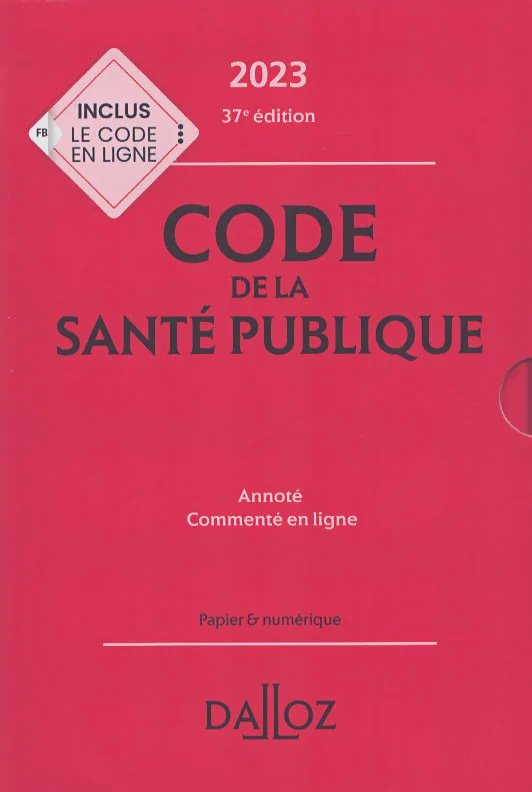 2023
37e édition
INCLUS
LE CODE
EN LIGNE
FB
CODE
DE LA
SANTÉ PUBLIQUE
Annoté
Commenté en ligne
Papier & numérique
DALLOZ